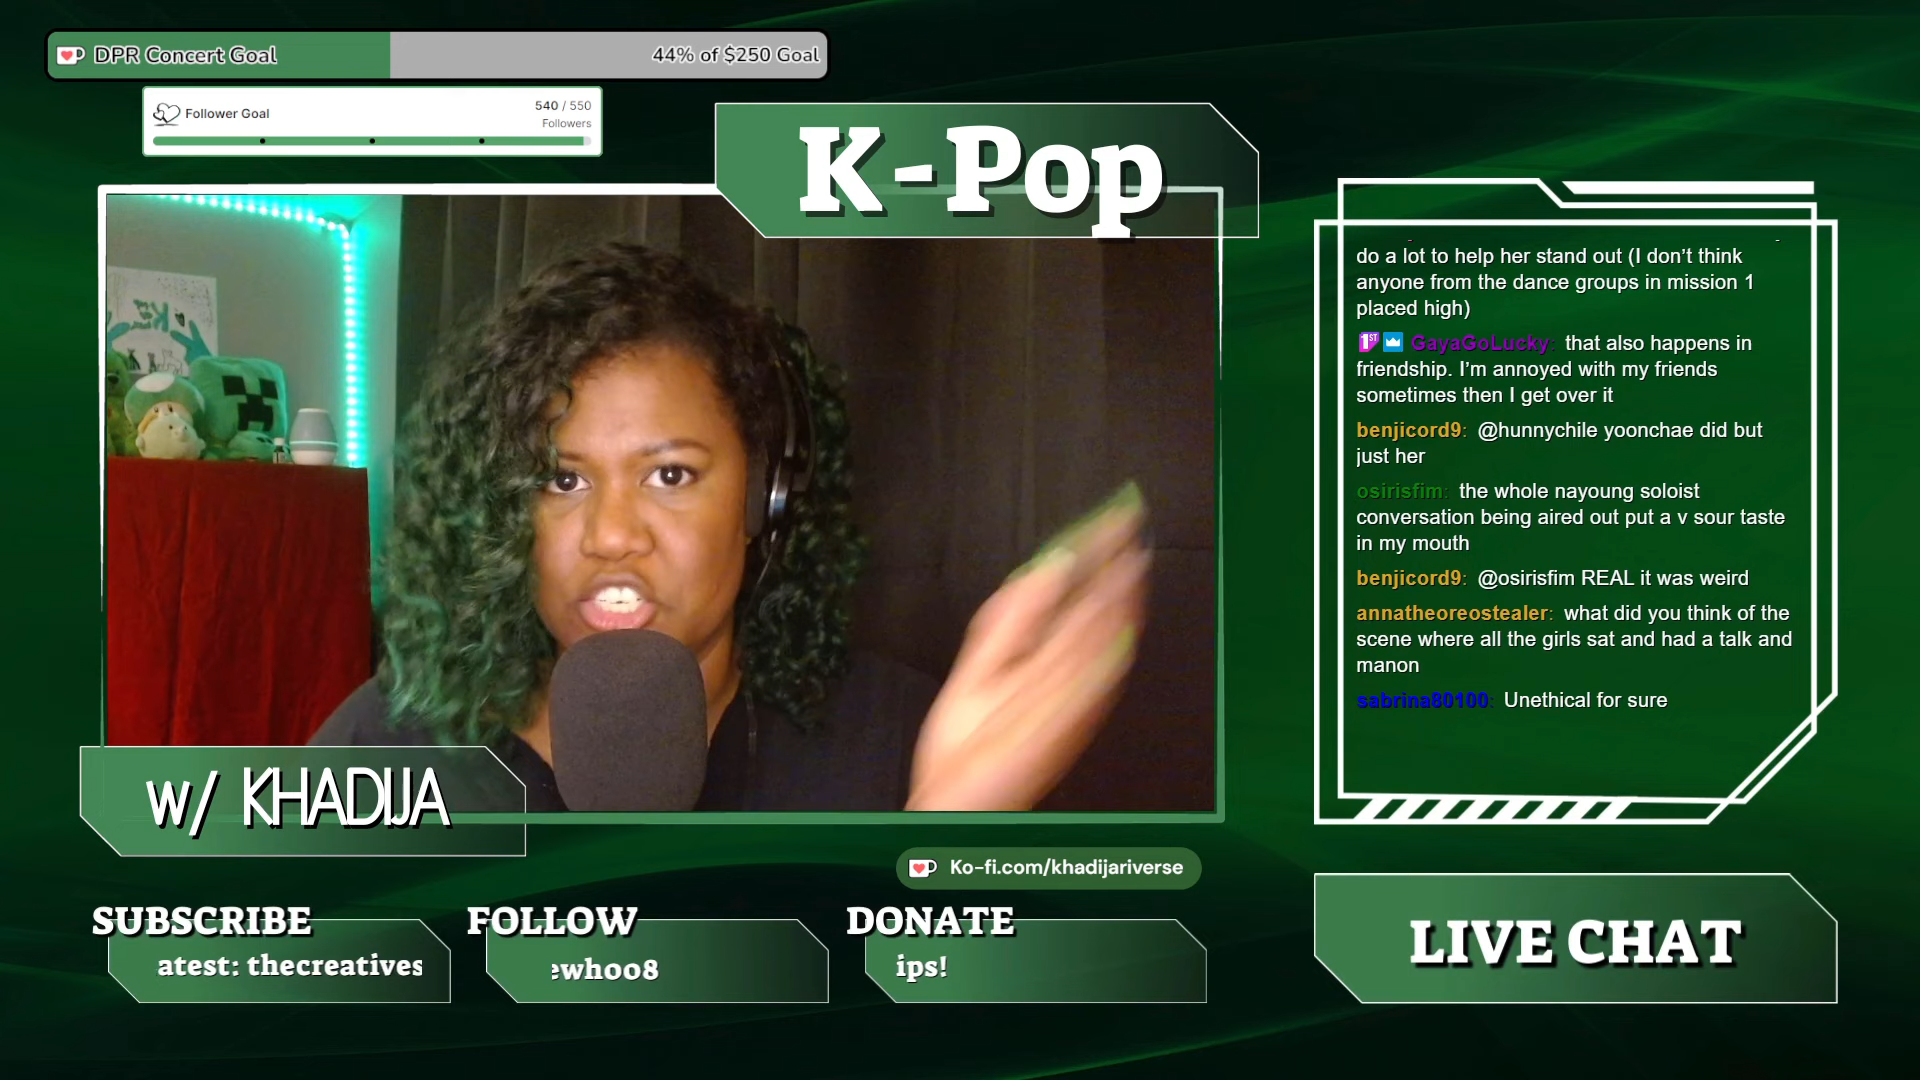 DPR Concert Goal
44% of $250 Goal
Follower Goal
540 / 550
Followers
K-Pop
do a lot to help her stand out (I don’t think
anyone from the dance groups in mission 1
placed high)
1ST GayaGoLucky: that also happens in
friendship. I’m annoyed with my friends
sometimes then I get over it
benjicord9: @hunnychile yoonchae did but
just her
osirisfim: the whole nayoung soloist
conversation being aired out put a v sour taste
in my mouth
benjicord9: @osirisfim REAL it was weird
annatheoreostealer: what did you think of the
scene where all the girls sat and had a talk and
manon
sabrina80100: Unethical for sure
w/ KHADIJA
Ko-fi.com/khadijariverse
SUBSCRIBE
atest: thecreatives
FOLLOW
ewhoo8
DONATE
ips!
LIVE CHAT